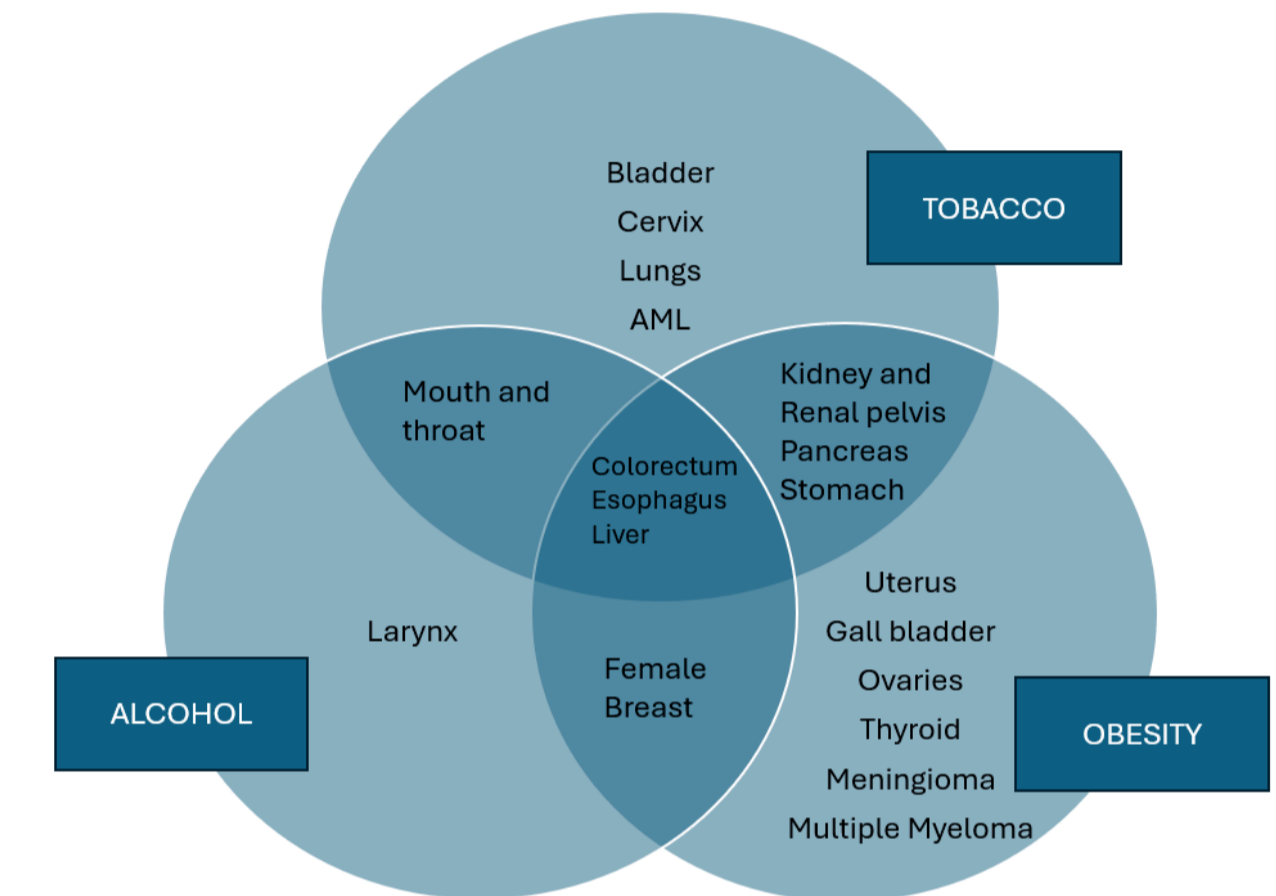 Bladder
Cervix
Lungs
AML
TOBACCO
Mouth and
throat
Kidney and
Renal pelvis
Pancreas
Stomach
Colorectum
Esophagus
Liver
Larynx
ALCOHOL
Female
Breast
Uterus
Gall bladder
Ovaries
Thyroid
Meningioma
Multiple Myeloma
OBESITY